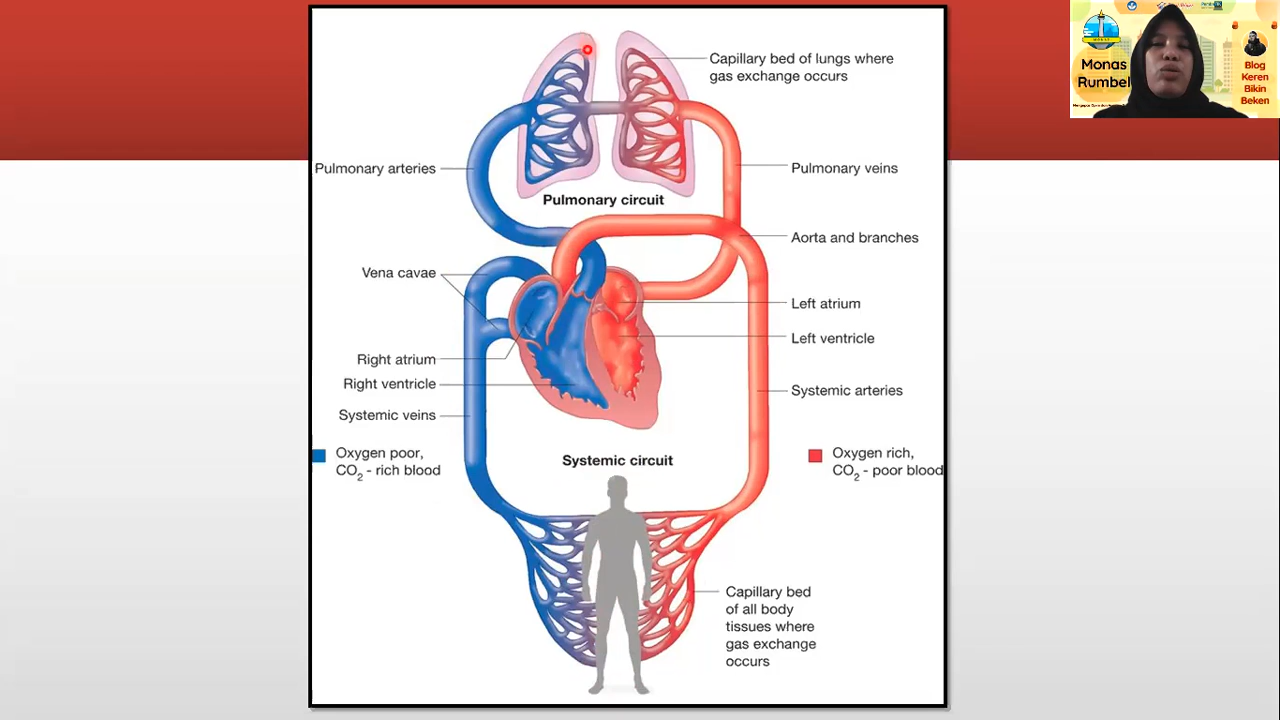 Capillary bed of lungs where
gas exchange occurs
Pulmonary arteries
Pulmonary veins
Pulmonary circuit
Aorta and branches
Vena cavae
Left atrium
Left ventricle
Right atrium
Right ventricle
Systemic arteries
Systemic veins
Oxygen poor,
CO2 - rich blood
Oxygen rich,
CO2 - poor blood
Systemic circuit
Capillary bed
of all body
tissues where
gas exchange
occurs
Monas
Rumbel
Blog
Keren
Bikin
Beken